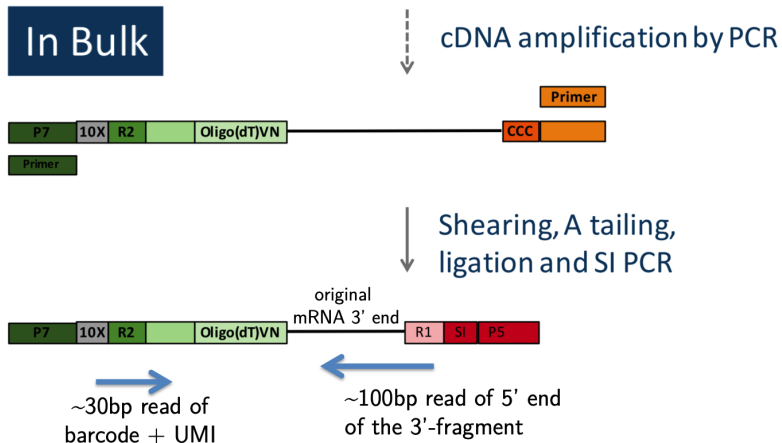 In Bulk
cDNA amplification by PCR
Primer
P7 10X R2 Oligo(dT)VN CCC
Primer
Shearing, A tailing,
ligation and SI PCR
original
mRNA 3' end
P7 10X R2 Oligo(dT)VN R1 SI P5
~30bp read of
barcode + UMI
~100bp read of 5' end
of the 3'-fragment